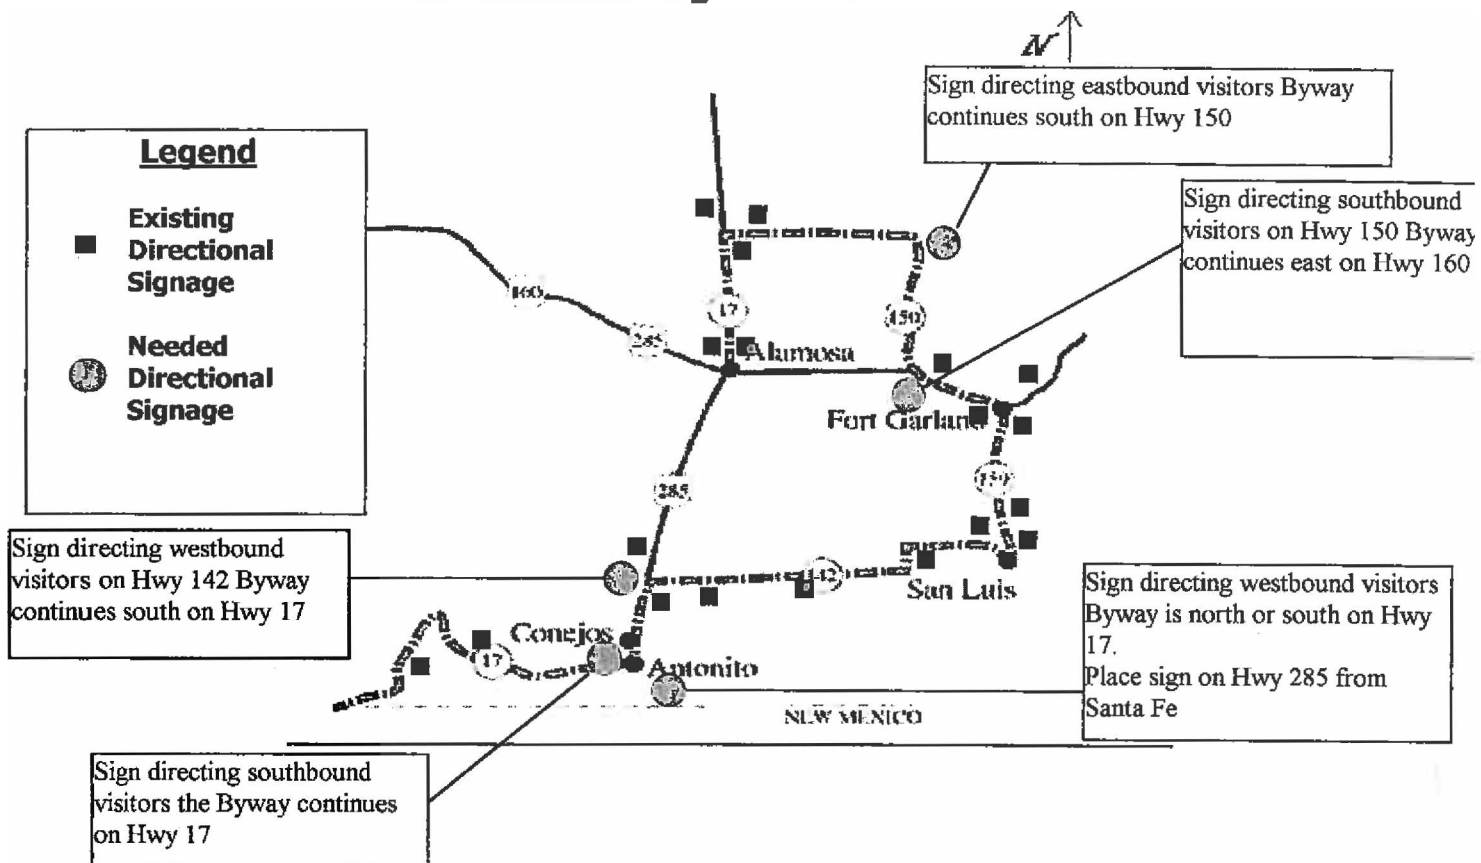 N
Sign directing eastbound visitors Byway
continues south on Hwy 150
Legend
Existing
Directional
Signage
Needed
Directional
Signage
Sign directing southbound
visitors on Hwy 150 Byway
continues east on Hwy 160
160
285
17
150
Alamosa
Fort Garland
159
285
142
San Luis
Sign directing westbound
visitors on Hwy 142 Byway
continues south on Hwy 17
Conejos
17
Antonito
Sign directing westbound visitors
Byway is north or south on Hwy
17.
Place sign on Hwy 285 from
Santa Fe
NEW MEXICO
Sign directing southbound
visitors the Byway continues
on Hwy 17